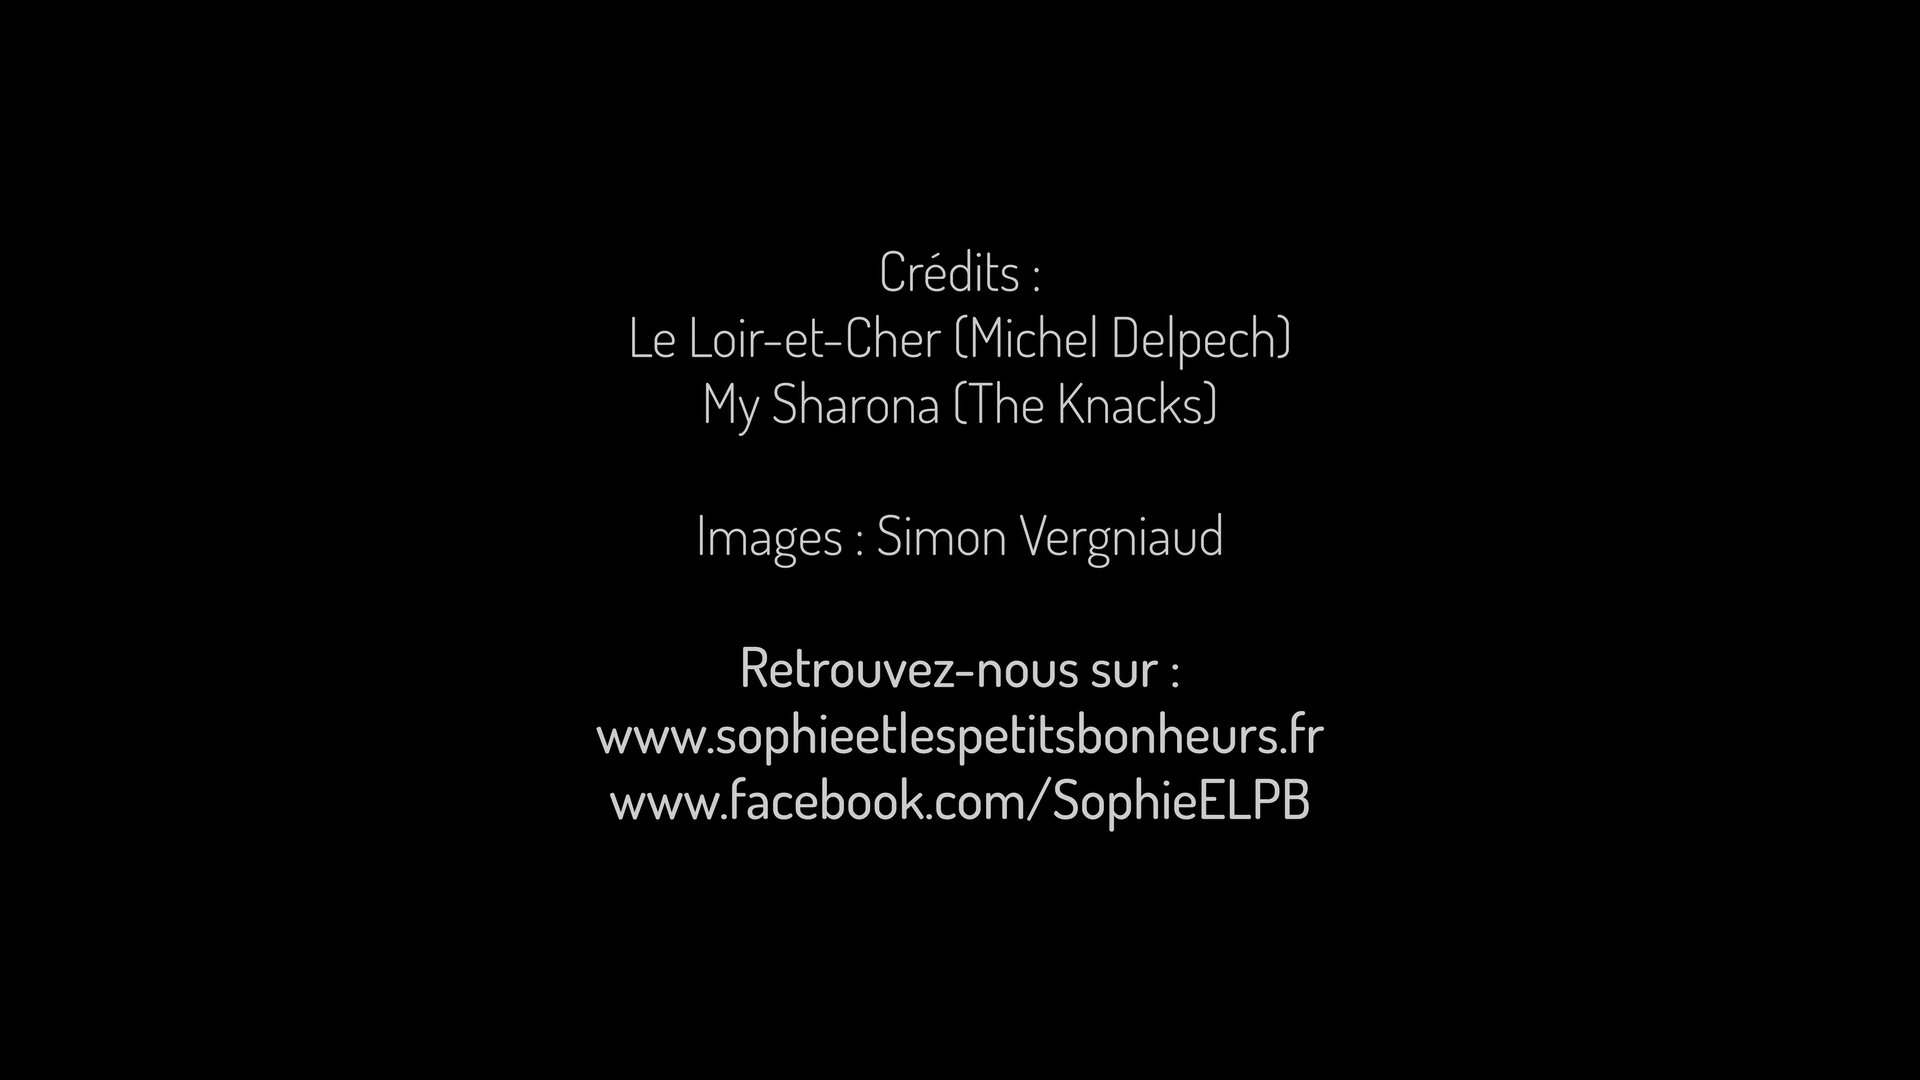 Crédits :
Le Loir-et-Cher (Michel Delpech)
My Sharona (The Knacks)
Images : Simon Vergniaud
Retrouvez-nous sur :
www.sophieetlespetitsbonheurs.fr
www.facebook.com/SophieELPB